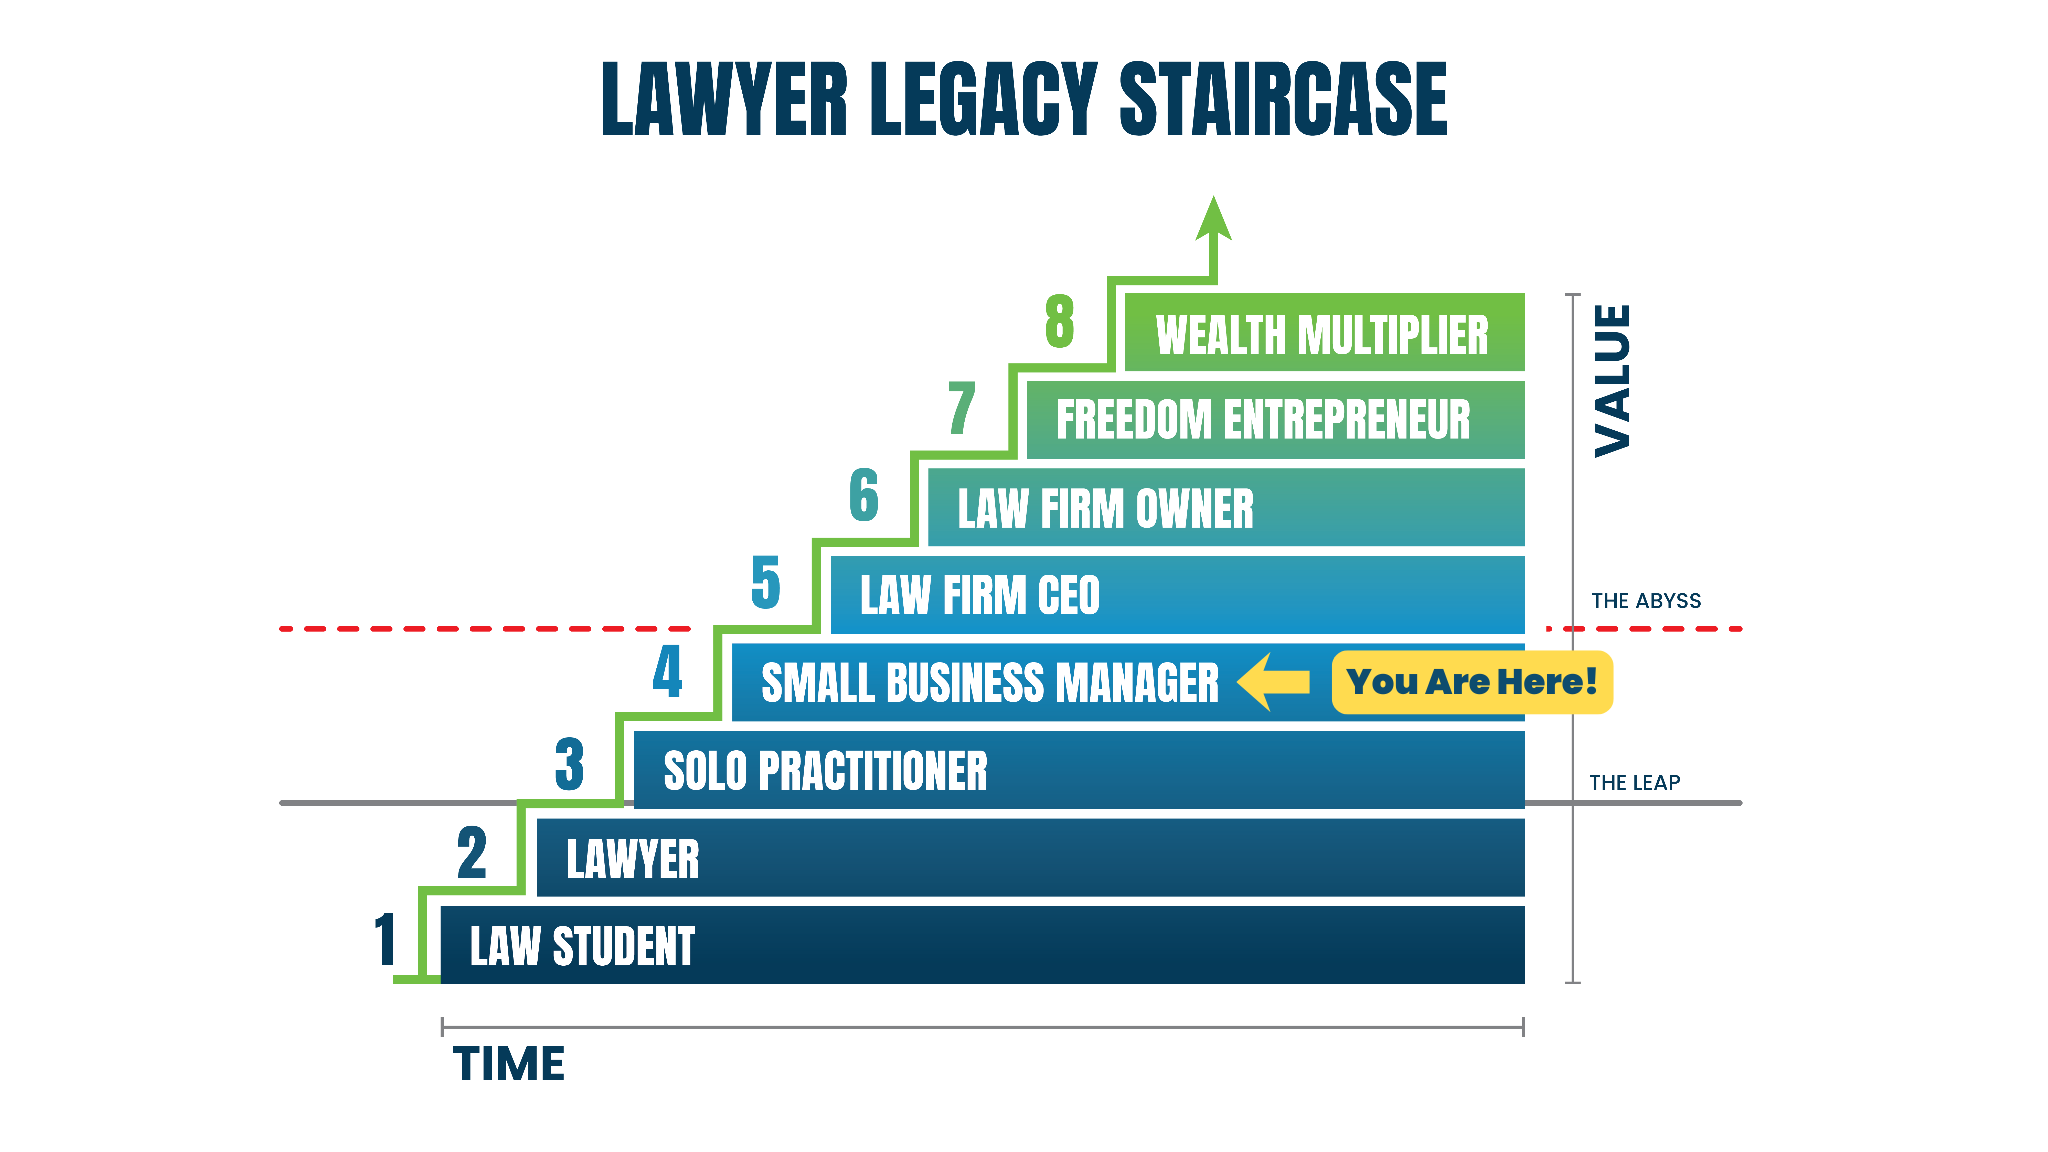 LAWYER LEGACY STAIRCASE
8
WEALTH MULTIPLIER
VALUE
7
FREEDOM ENTREPRENEUR
6
LAW FIRM OWNER
5
LAW FIRM CEO
THE ABYSS
4
SMALL BUSINESS MANAGER
You Are Here!
3
SOLO PRACTITIONER
THE LEAP
2
LAWYER
1
LAW STUDENT
TIME